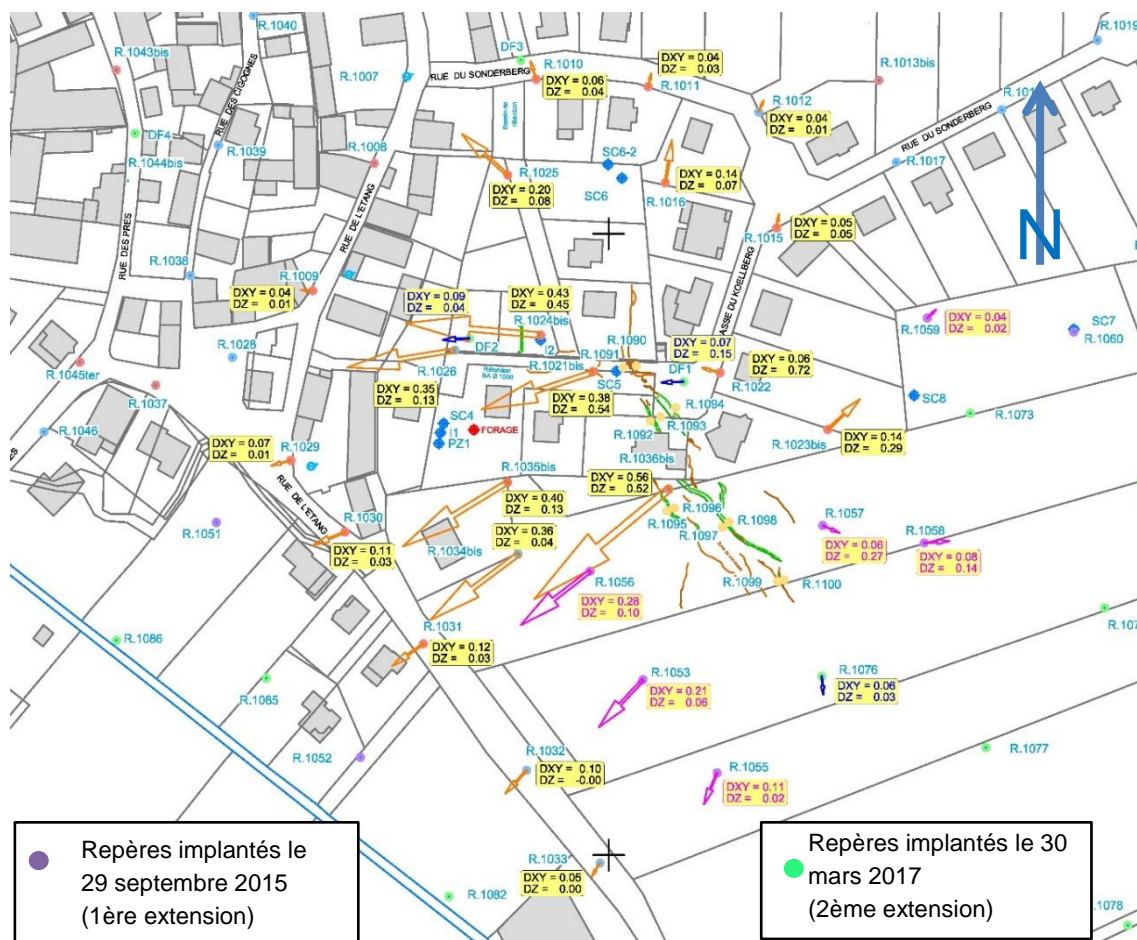 R.1040
R.1019
R.1043bis
DF3
R.1010
DXY = 0.04
DZ = 0.03
R.1007
RUE DU SONDERBERG
DXY = 0.06
DZ = 0.04
R.1011
R.1013bis
RUE DES CIGOGNES
R.1012
DXY = 0.04
DZ = 0.01
DF4
R.1039
Bassin de
rétention
RUE DU SONDERBERG
R.1044bis
R.1008
R.1025
SC6-2
R.1017
DXY = 0.20
DZ = 0.08
SC6
DXY = 0.14
DZ = 0.07
R.1016
N
RUE DES PRES
RUE DE L'ETANG
R.1015
DXY = 0.05
DZ = 0.05
R.1038
R.1009
DXY = 0.04
DZ = 0.01
DXY = 0.09
DZ = 0.04
DXY = 0.43
DZ = 0.45
ASSE DU KOELLBERG
R.1024bis
R.1059
DXY = 0.04
DZ = 0.02
SC7
R.1060
R.1028
DF2
I2
R.1090
R.1091
DXY = 0.07
DZ = 0.15
DXY = 0.06
DZ = 0.72
R.1045ter
R.1026
R.1021bis
SC5
DF1
R.1022
DXY = 0.35
DZ = 0.13
DXY = 0.38
DZ = 0.54
R.1037
SC4
I1
PZ1
FORAGE
R.1094
R.1093
R.1092
SC8
R.1073
R.1046
DXY = 0.14
DZ = 0.29
R.1023bis
DXY = 0.07
DZ = 0.01
R.1029
R.1035bis
R.1036bis
DXY = 0.56
DZ = 0.52
RUE DE L'ETANG
DXY = 0.40
DZ = 0.13
R.1096
R.1095
R.1098
R.1097
R.1057
R.1051
R.1030
DXY = 0.36
DZ = 0.04
DXY = 0.06
DZ = 0.27
R.1058
DXY = 0.08
DZ = 0.14
DXY = 0.11
DZ = 0.03
R.1034bis
R.1056
DXY = 0.28
DZ = 0.10
R.1099
R.1100
R.1086
R.1031
DXY = 0.12
DZ = 0.03
R.1085
R.1053
DXY = 0.21
DZ = 0.06
R.1076
DXY = 0.06
DZ = 0.03
R.1052
R.1032
DXY = 0.10
DZ = -0.00
R.1055
DXY = 0.11
DZ = 0.02
R.1077
R.1033
DXY = 0.05
DZ = 0.00
R.1082
R.1078
Repères implantés le
29 septembre 2015
(1ère extension)
Repères implantés le 30
mars 2017
(2ème extension)